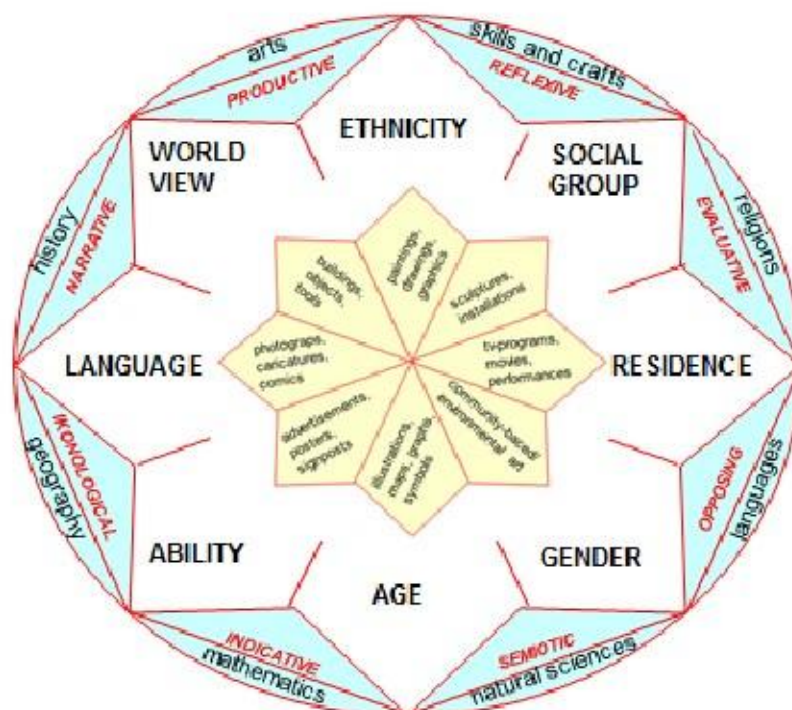 arts
PRODUCTIVE
skills and crafts
REFLEXIVE
ETHNICITY
WORLD
VIEW
SOCIAL
GROUP
history
NARRATIVE
religions
EVALUATIVE
paintings,
drawings,
graphics
buildings,
objects,
tools
sculptures,
installations
photograps,
caricatures,
comics
tv-programs,
movies,
performances
LANGUAGE
RESIDENCE
advertisements,
posters,
signposts
illustrations,
maps, graphs,
symbols
community-based/
environmental art
IKONOLOGICAL
geography
OPPOSING
languages
ABILITY
GENDER
AGE
INDICATIVE
mathematics
SEMIOTIC
natural sciences